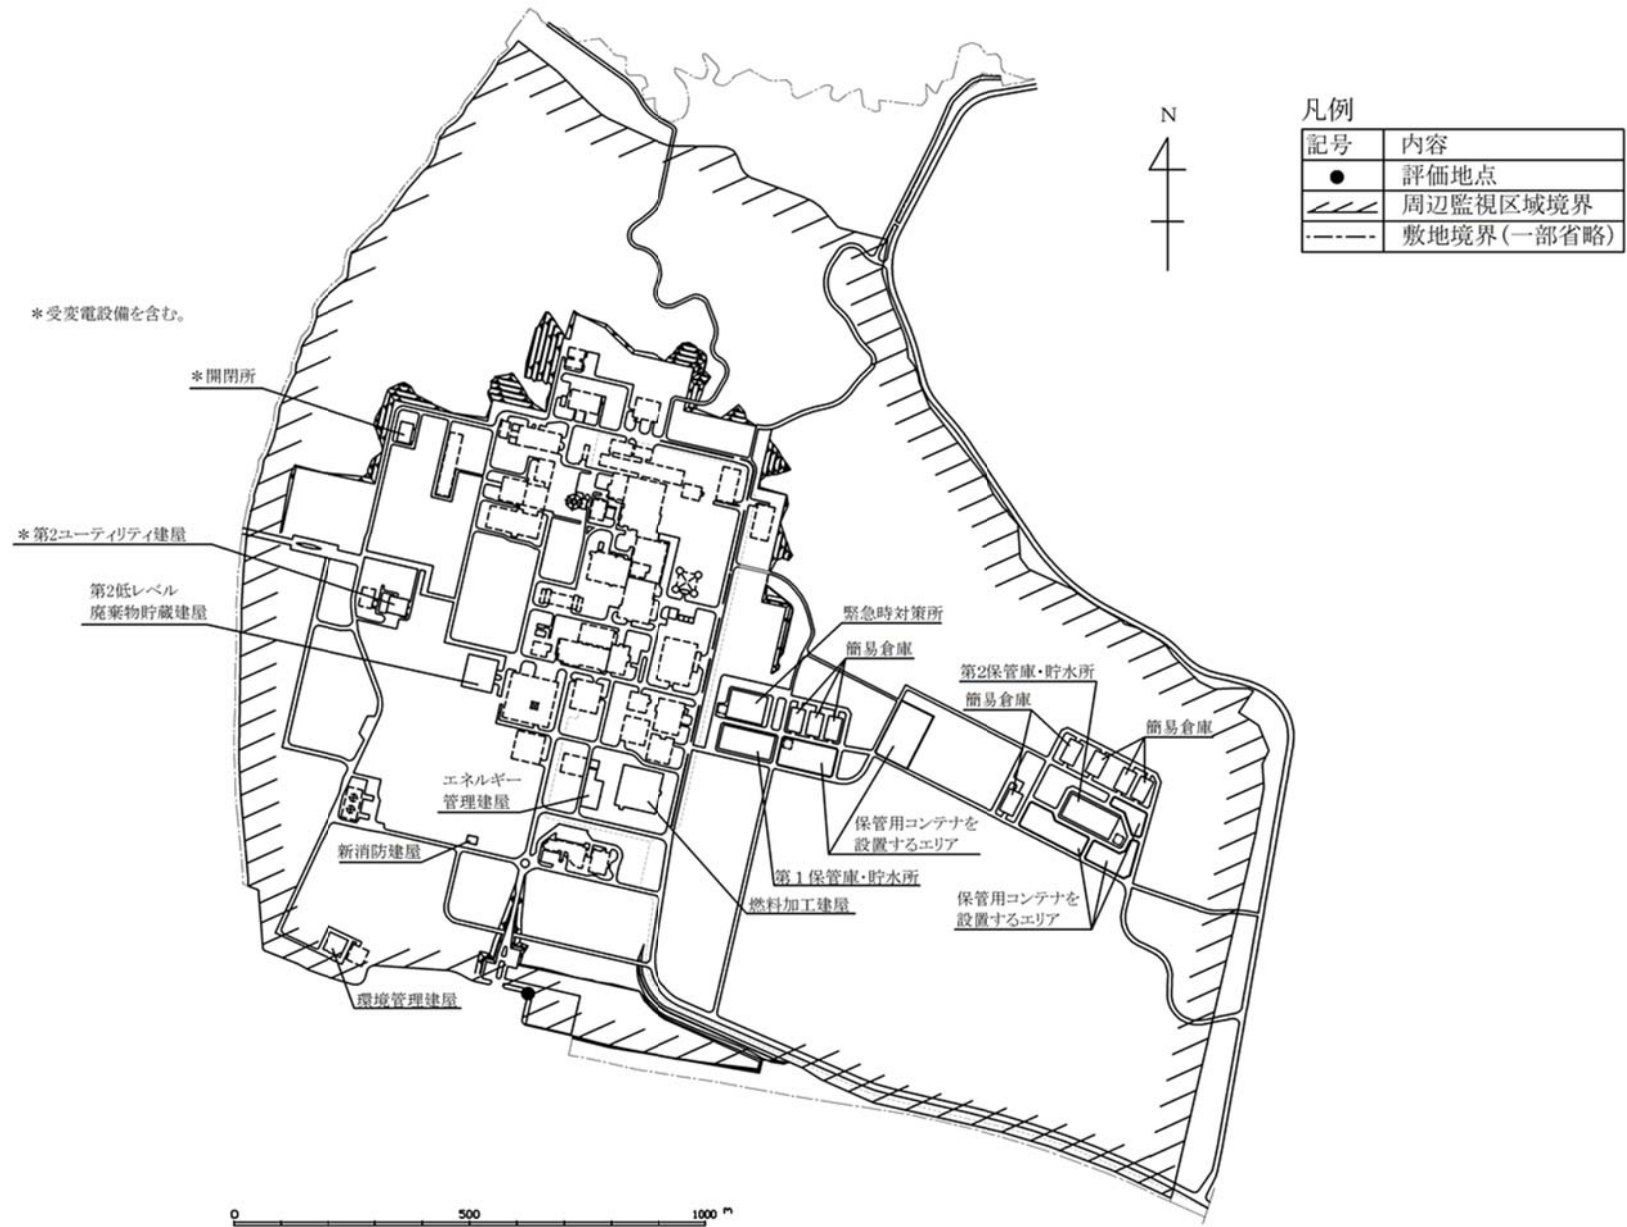 N
凡例
記号 内容
評価地点
周辺監視区域境界
敷地境界(一部省略)
*受変電設備を含む。
*開閉所
*第2ユーティリティ建屋
第2低レベル
廃棄物貯蔵建屋
緊急時対策所
簡易倉庫
第2保管庫・貯水所
簡易倉庫
簡易倉庫
エネルギー
管理建屋
保管用コンテナを
設置するエリア
新消防建屋
第1保管庫・貯水所
燃料加工建屋
保管用コンテナを
設置するエリア
環境管理建屋
0 500 1000 m